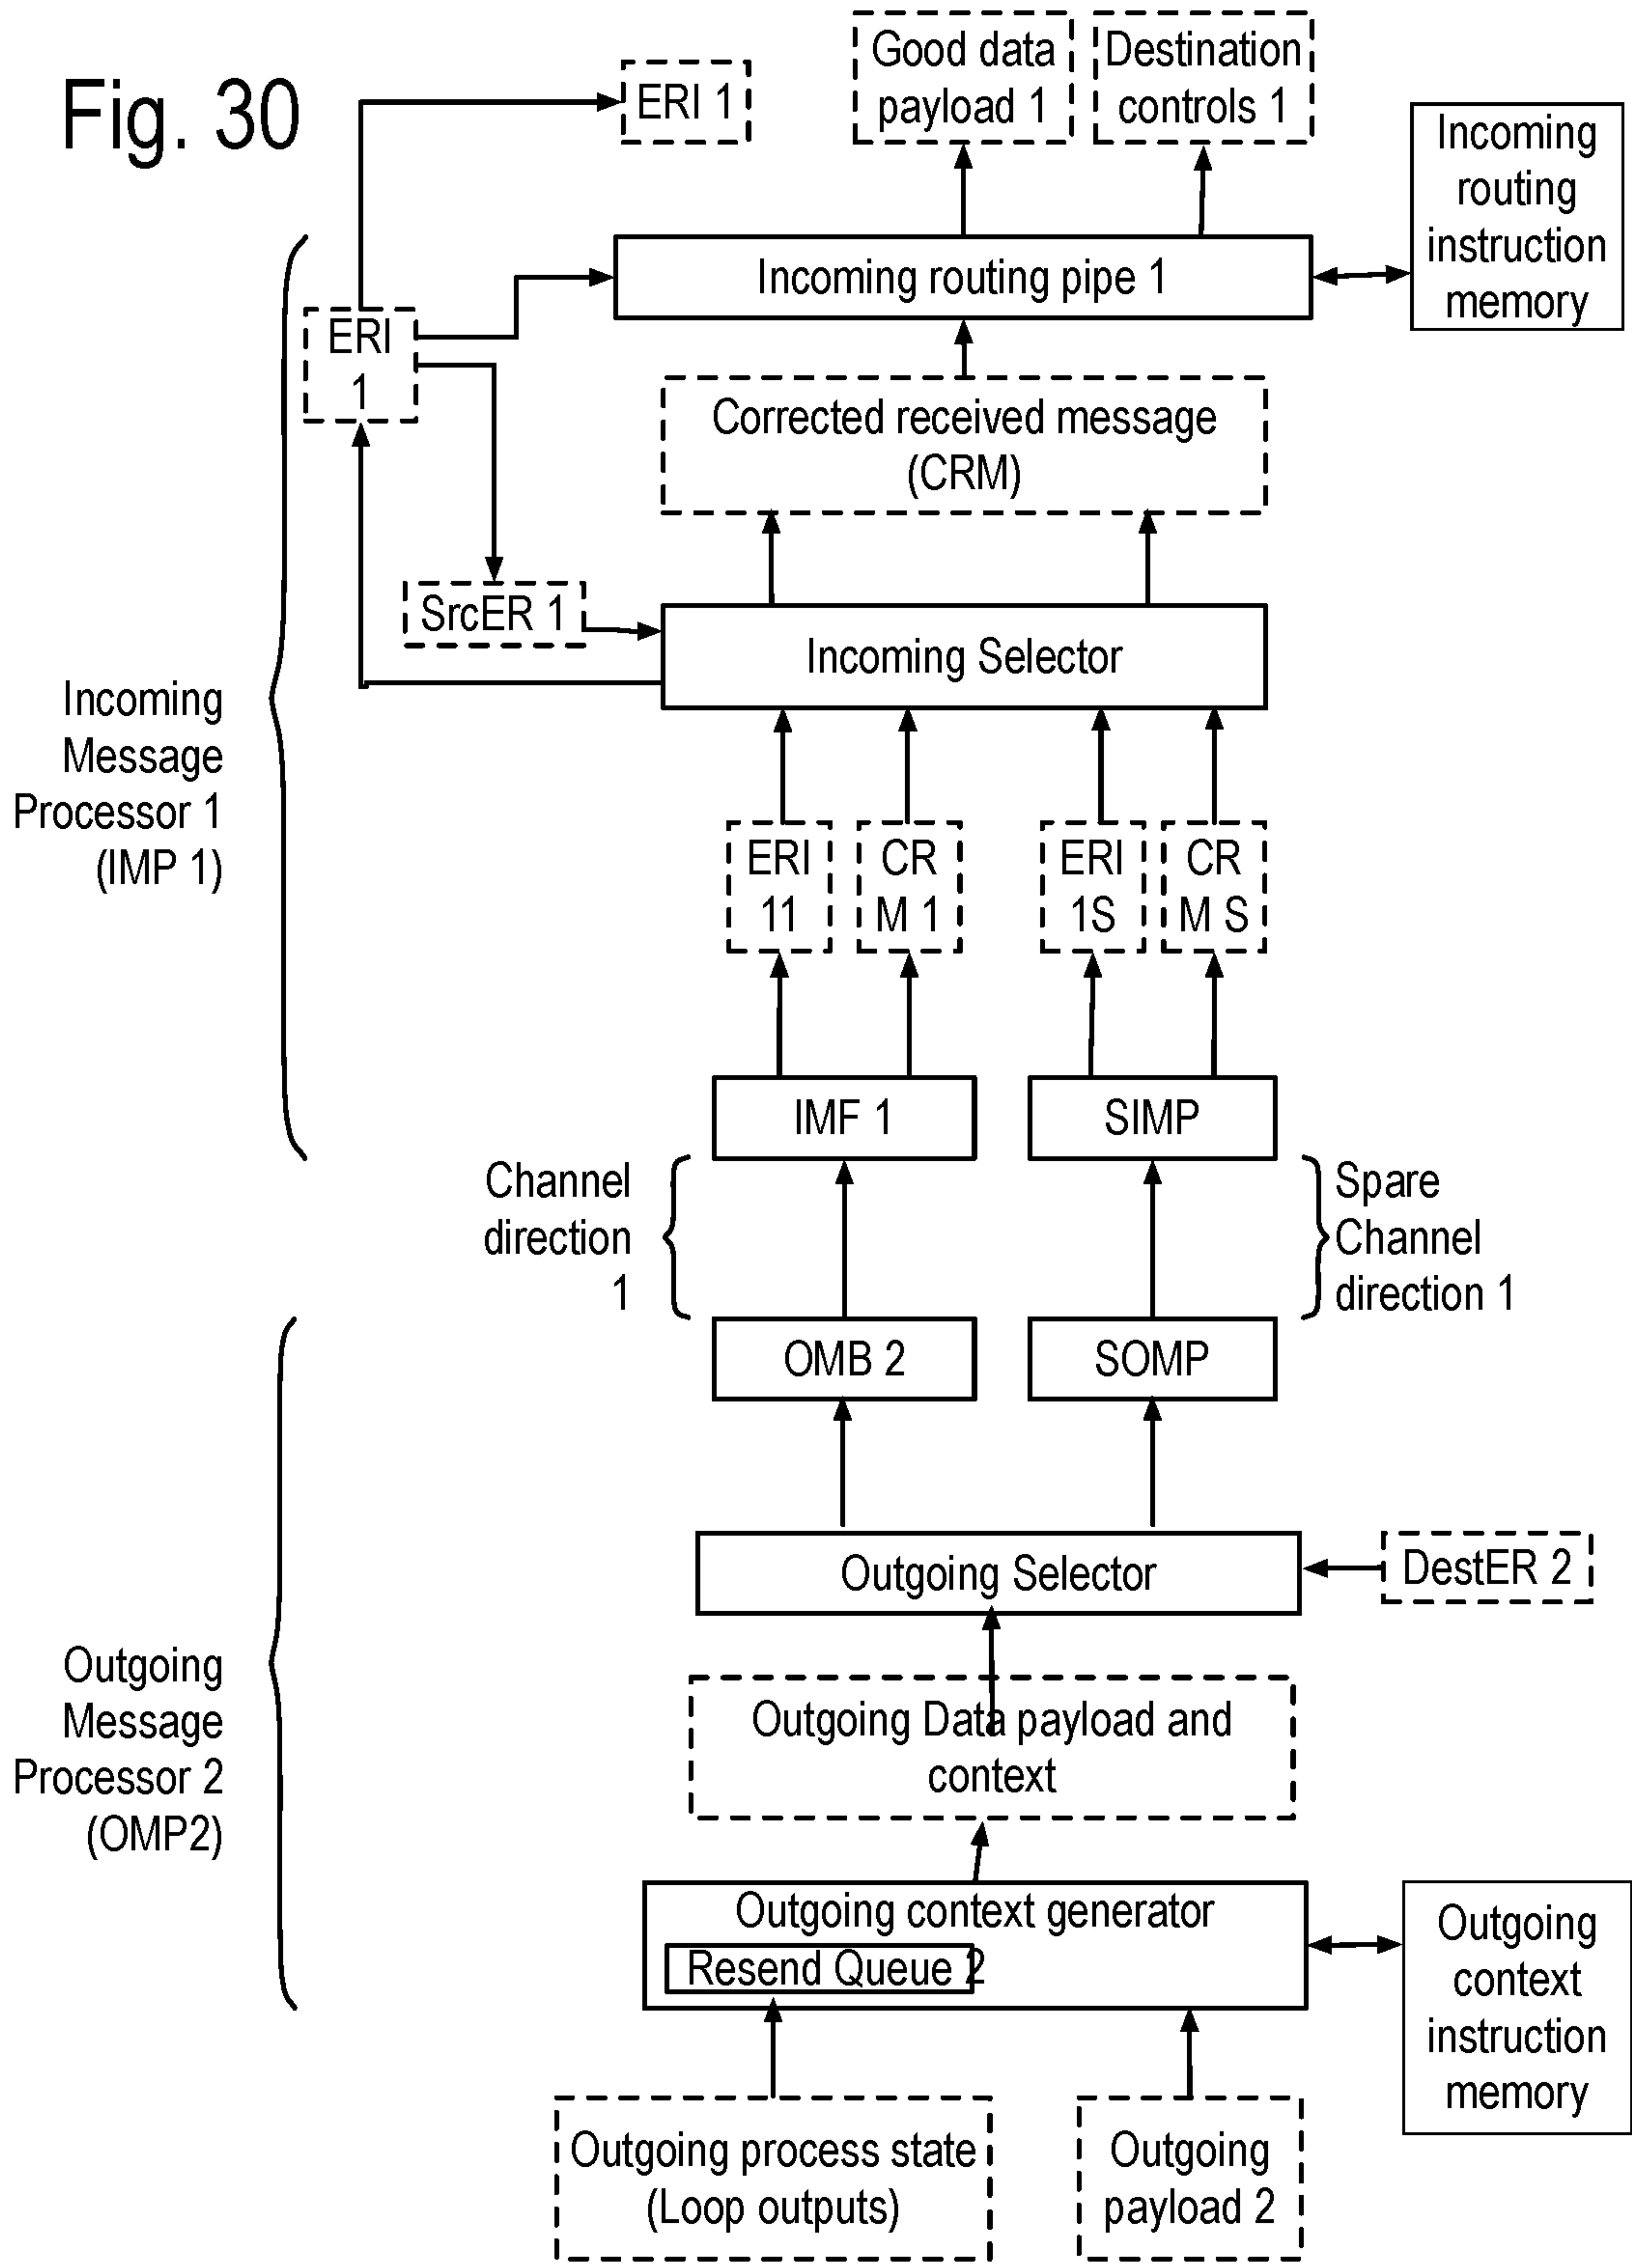 Fig. 30
ERI 1
Good data
payload 1
Destination
controls 1
Incoming
routing
instruction
memory
Incoming routing pipe 1
ERI
1
Corrected received message
(CRM)
SrcER 1
Incoming Selector
Incoming
Message
Processor 1
(IMP 1)
ERI
11
CR
M 1
ERI
1S
CR
M S
IMF 1
SIMP
Channel
direction
1
Spare
Channel
direction 1
OMB 2
SOMP
Outgoing Selector
DestER 2
Outgoing
Message
Processor 2
(OMP2)
Outgoing Data payload and
context
Outgoing context generator
Resend Queue 2
Outgoing
context
instruction
memory
Outgoing process state
(Loop outputs)
Outgoing
payload 2